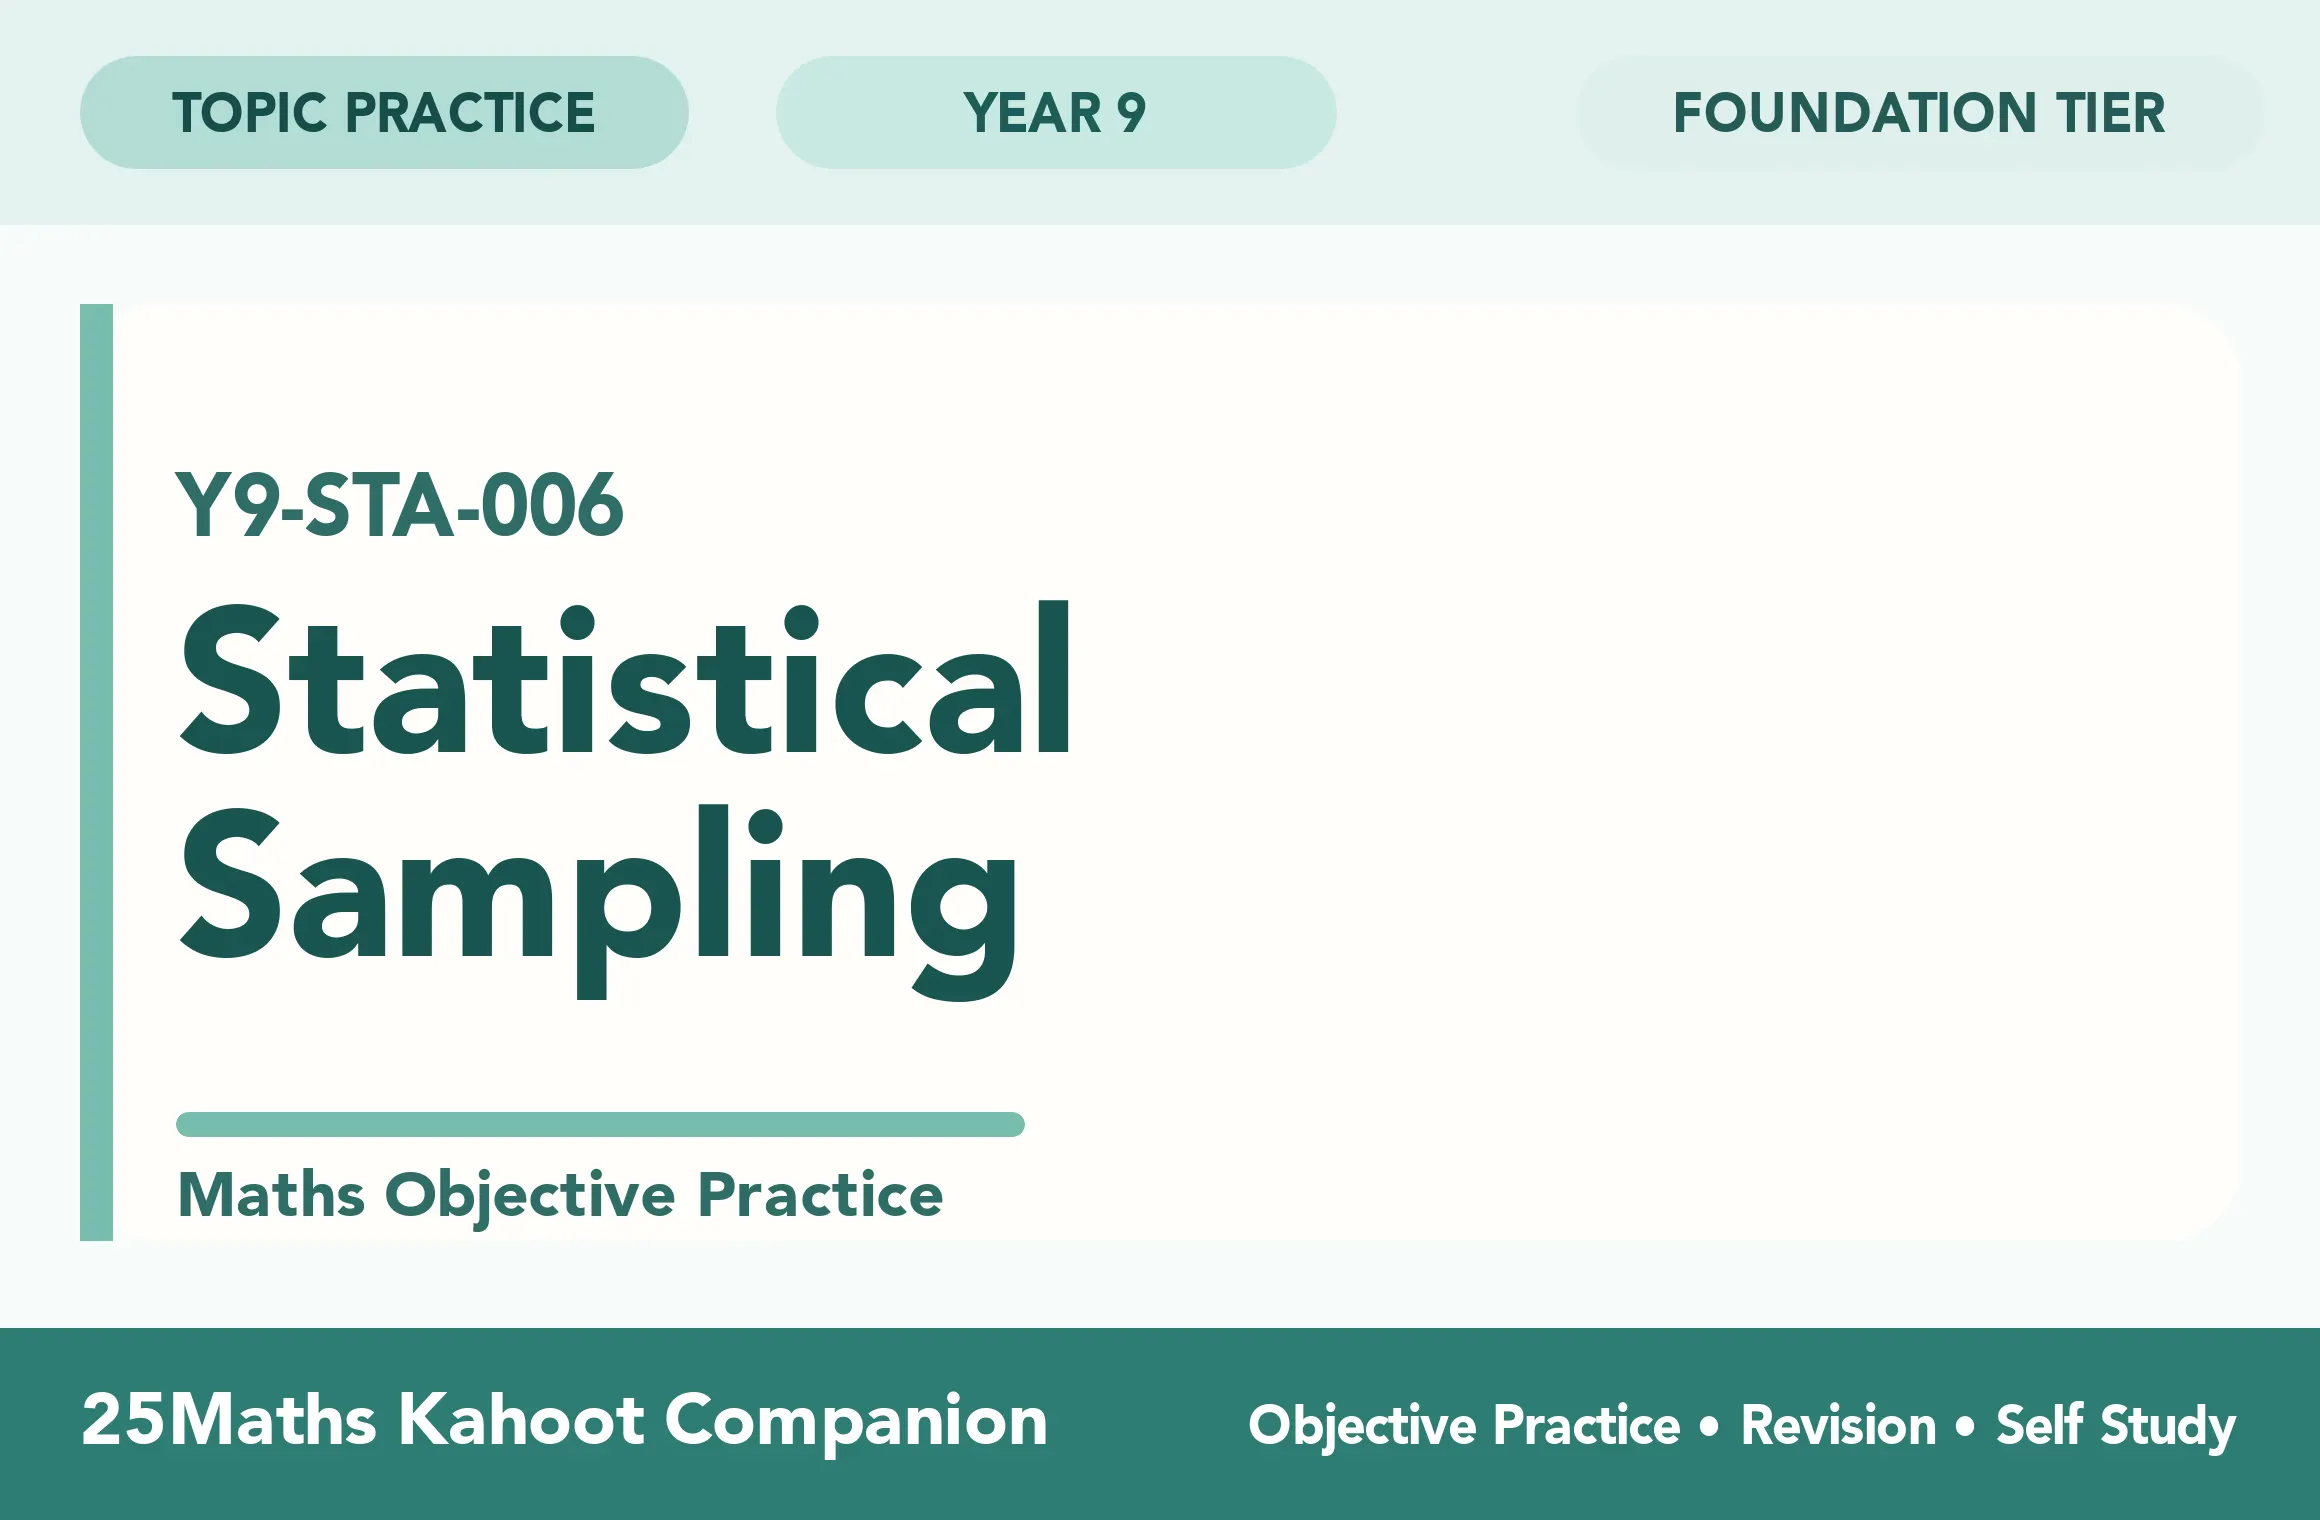 TOPIC PRACTICE
YEAR 9
FOUNDATION TIER
Y9-STA-006
Statistical
Sampling
Maths Objective Practice
25Maths Kahoot Companion
Objective Practice • Revision • Self Study